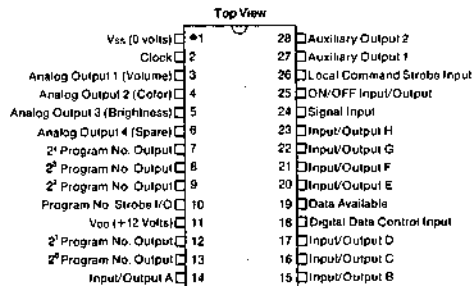 Top View
Vss (0 volts) 1 28 Auxiliary Output 2
Clock 2 27 Auxiliary Output 1
Analog Output 1 (Volume) 3 26 Local Command Strobe Input
Analog Output 2 (Color) 4 25 ON/OFF Input/Output
Analog Output 3 (Brightness) 5 24 Signal Input
Analog Output 4 (Spare) 6 23 Input/Output H
Program No. Output 7 22 Input/Output G
Program No. Output 8 21 Input/Output F
Program No. Output 9 20 Input/Output E
Program No. Strobe I/O 10 19 Data Available
VDD (+12 Volts) 11 18 Digital Data Control Input
2¹ Program No. Output 12 17 Input/Output D
2⁰ Program No. Output 13 16 Input/Output C
Input/Output A 14 15 Input/Output B